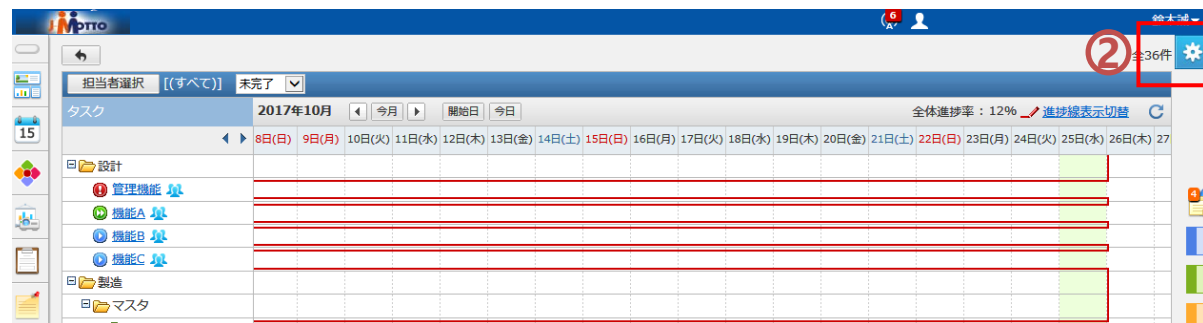 J-MOTTO
6
鈴木誠
②
全36件
担当者選択 [(すべて)] 未完了
タスク 2017年10月 今月 開始日 今日 全体進捗率：12% 進捗線表示切替
15
8日(日) 9日(月) 10日(火) 11日(水) 12日(木) 13日(金) 14日(土) 15日(日) 16日(月) 17日(火) 18日(水) 19日(木) 20日(金) 21日(土) 22日(日) 23日(月) 24日(火) 25日(水) 26日(木) 27
設計
管理機能
4
機能A
機能B
機能C
製造
マスタ